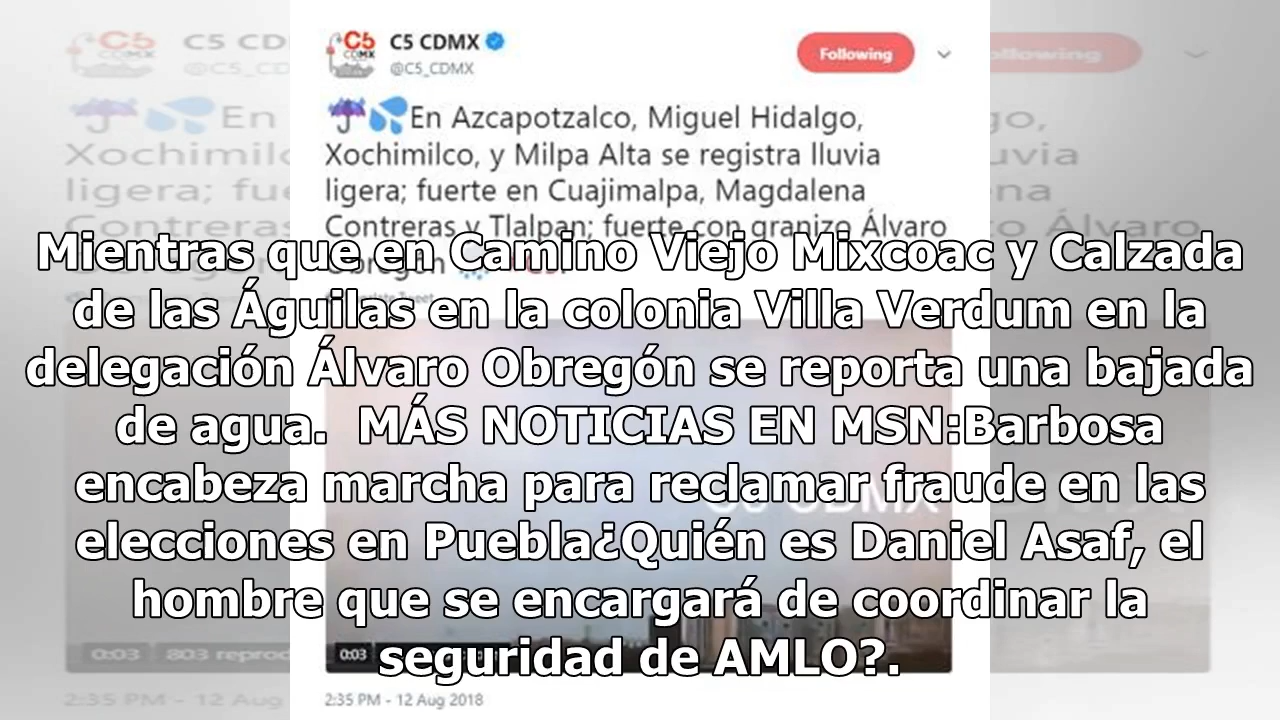 C5 CDMX
@C5_CDMX
Following
En Azcapotzalco, Miguel Hidalgo,
Xochimilco, y Milpa Alta se registra lluvia
ligera; fuerte en Cuajimalpa, Magdalena
Contreras y Tlalpan; fuerte con granizo Álvaro
Obregón
Mientras que en Camino Viejo Mixcoac y Calzada
de las Águilas en la colonia Villa Verdum en la
delegación Álvaro Obregón se reporta una bajada
de agua. MÁS NOTICIAS EN MSN:Barbosa
encabeza marcha para reclamar fraude en las
elecciones en Puebla¿Quién es Daniel Asaf, el
hombre que se encargará de coordinar la
seguridad de AMLO?.
C5 CDMX
0:03
2:35 PM - 12 Aug 2018